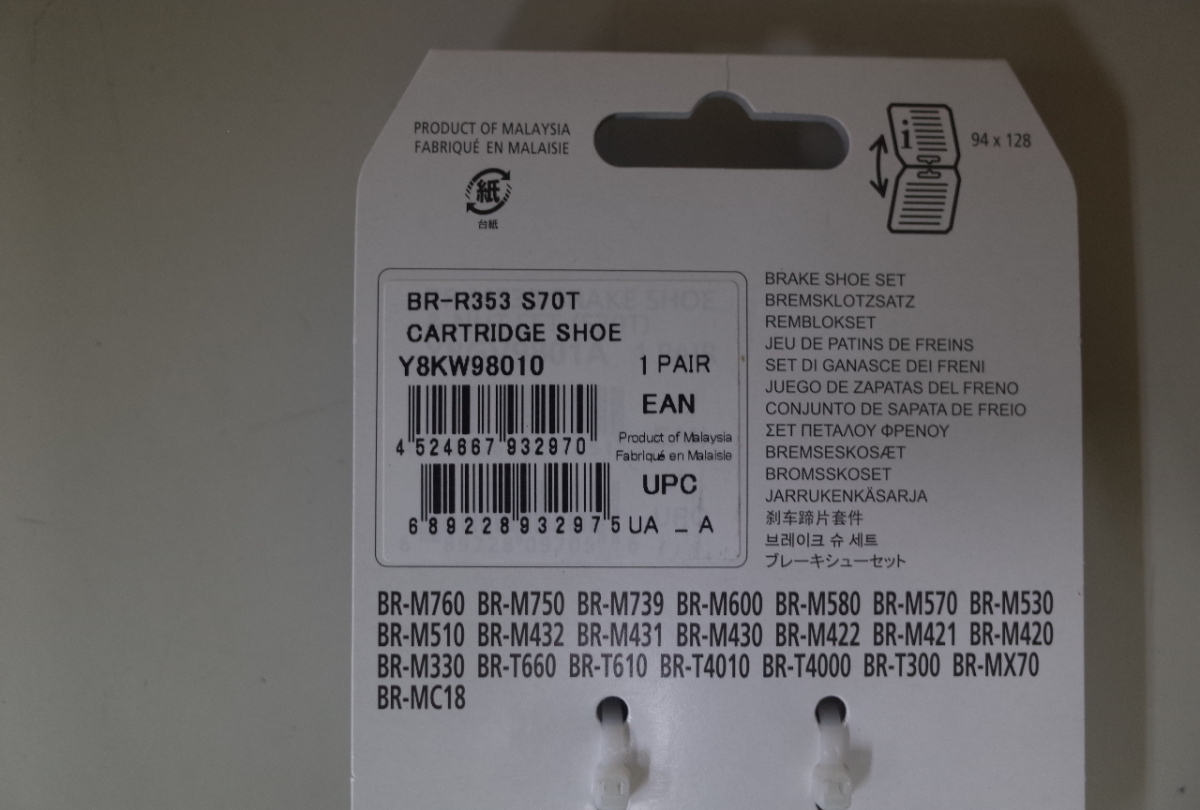 PRODUCT OF MALAYSIA
FABRIQUÉ EN MALAISIE
紙
台紙
i
94 x 128
BR-R353 S70T
CARTRIDGE SHOE
Y8KW98010 1 PAIR
EAN
4 524667 932970
Product of Malaysia
Fabriqué en Malaisie
UPC
6 89228 93297 5 UA _ A
BRAKE SHOE SET
BREMSKLOTZSATZ
REMBLOKSET
JEU DE PATINS DE FREINS
SET DI GANASCE DEI FRENI
JUEGO DE ZAPATAS DEL FRENO
CONJUNTO DE SAPATA DE FREIO
ΣΕΤ ΠΕΤΑΛΟΥ ΦΡΕΝΟΥ
BREMSESKOSÆT
BROMSSKOSET
JARRUKENKÄSARJA
刹车蹄片套件
브레이크 슈 세트
ブレーキシューセット
BR-M760 BR-M750 BR-M739 BR-M600 BR-M580 BR-M570 BR-M530
BR-M510 BR-M432 BR-M431 BR-M430 BR-M422 BR-M421 BR-M420
BR-M330 BR-T660 BR-T610 BR-T4010 BR-T4000 BR-T300 BR-MX70
BR-MC18